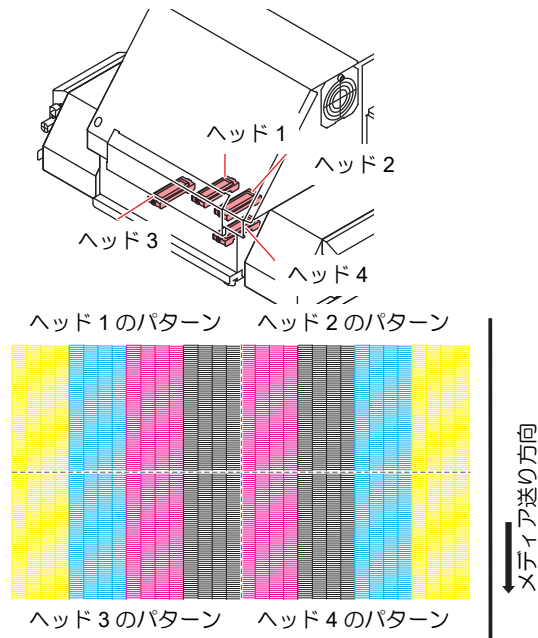 ヘッド 1
ヘッド 2
ヘッド 3
ヘッド 4
ヘッド 1 のパターン
ヘッド 2 のパターン
メディア送り方向
ヘッド 3 のパターン
ヘッド 4 のパターン